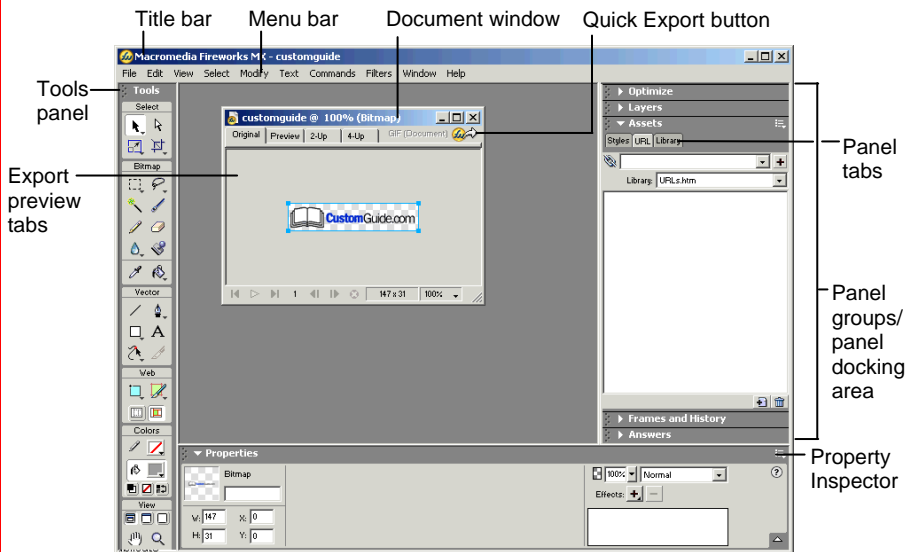 Title bar
Menu bar
Document window
Quick Export button
Macromedia Fireworks MX - customguide
File Edit View Select Modify Text Commands Filters Window Help
Tools panel
Tools
Select
Bitmap
Vector
Web
Colors
View
Export preview tabs
customguide @ 100% (Bitmap)
Original Preview 2-Up 4-Up GIF (Document)
CustomGuide.com
1
147 x 31 100%
Optimize
Layers
Assets
Styles URL Library
Library: URLs.htm
Frames and History
Answers
Panel tabs
Panel groups/ panel docking area
Property Inspector
Properties
Bitmap
W: 147 X: 0
H: 31 Y: 0
100% Normal
Effects:
?
A